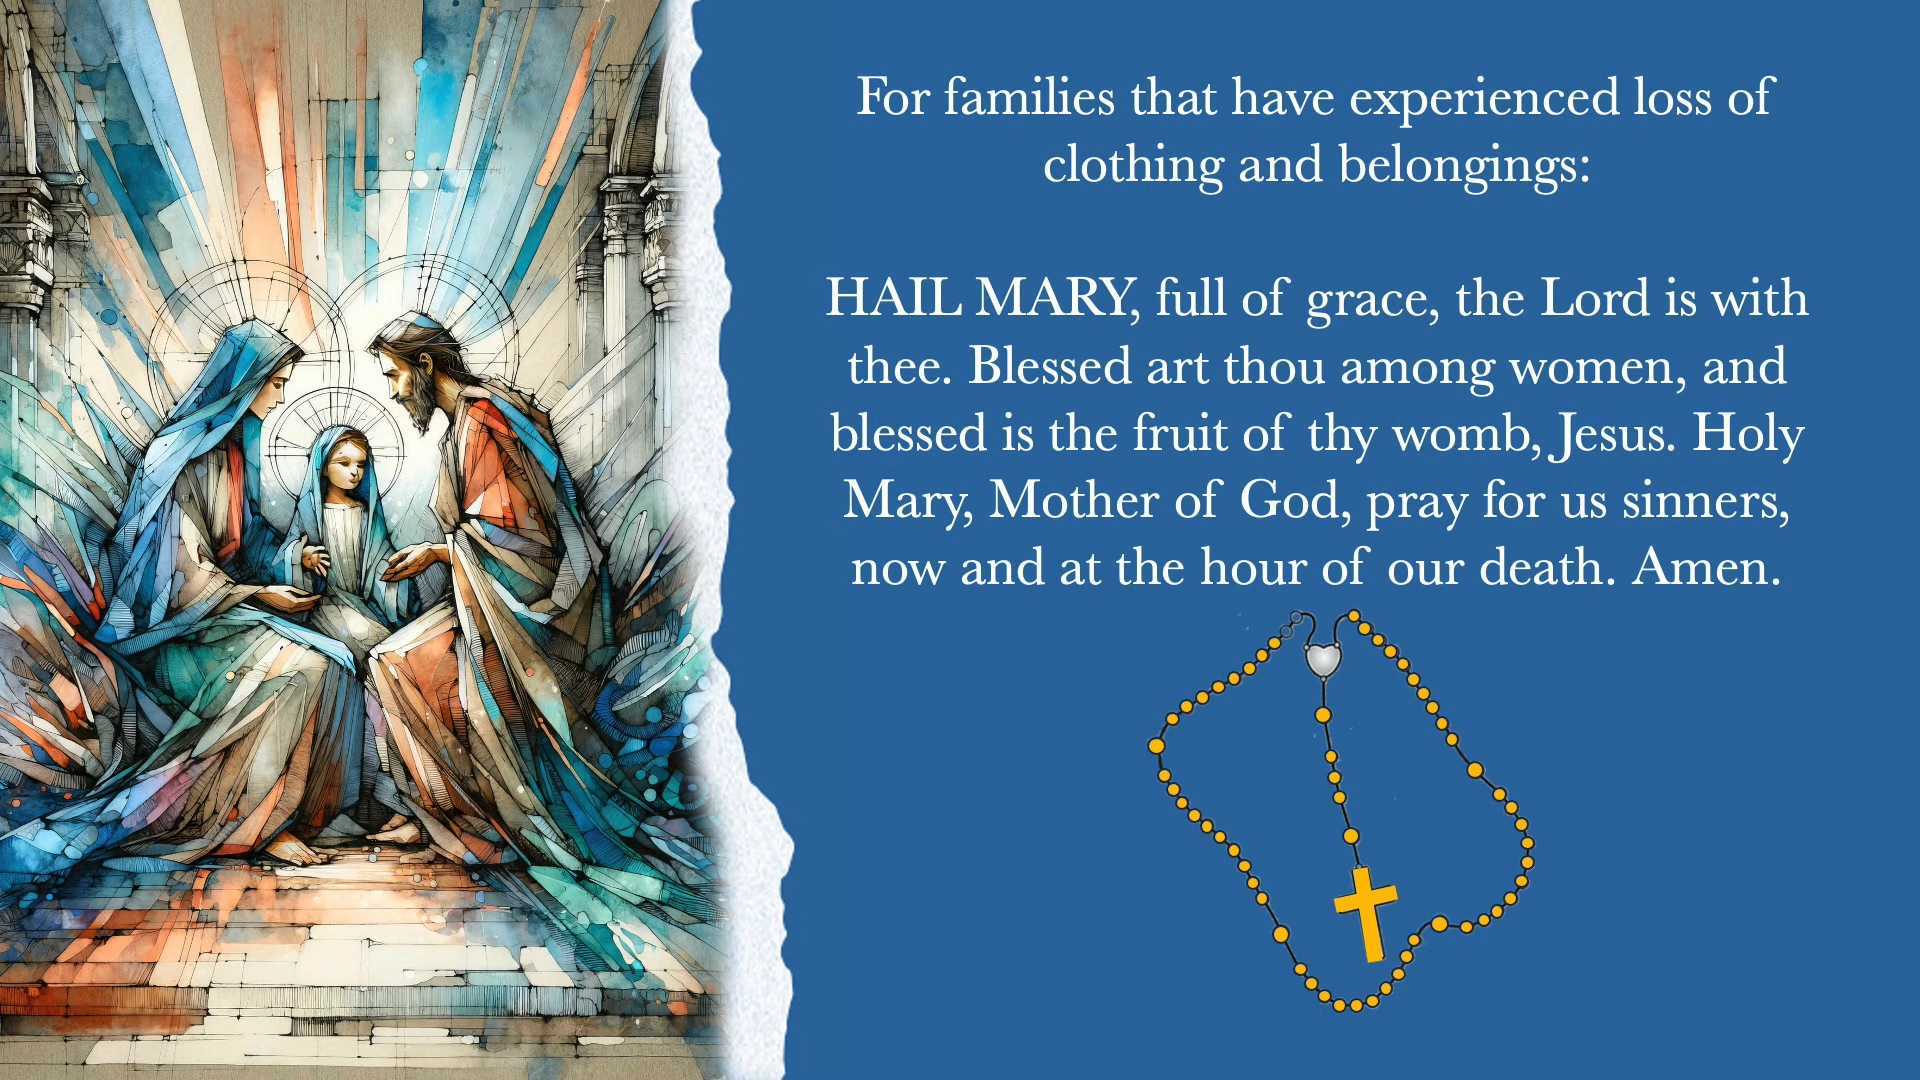 For families that have experienced loss of
clothing and belongings:
HAIL MARY, full of grace, the Lord is with
thee. Blessed art thou among women, and
blessed is the fruit of thy womb, Jesus. Holy
Mary, Mother of God, pray for us sinners,
now and at the hour of our death. Amen.